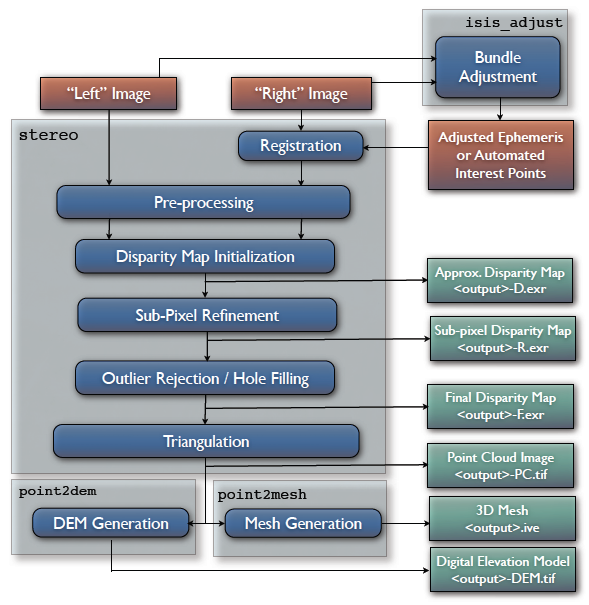 isis_adjust
Bundle
Adjustment
“Left” Image
“Right” Image
stereo
Registration
Adjusted Ephemeris
or Automated
Interest Points
Pre-processing
Disparity Map Initialization
Approx. Disparity Map
<output>-D.exr
Sub-Pixel Refinement
Sub-pixel Disparity Map
<output>-R.exr
Outlier Rejection / Hole Filling
Final Disparity Map
<output>-F.exr
Triangulation
Point Cloud Image
<output>-PC.tif
point2dem
point2mesh
DEM Generation
Mesh Generation
3D Mesh
<output>.ive
Digital Elevation Model
<output>-DEM.tif